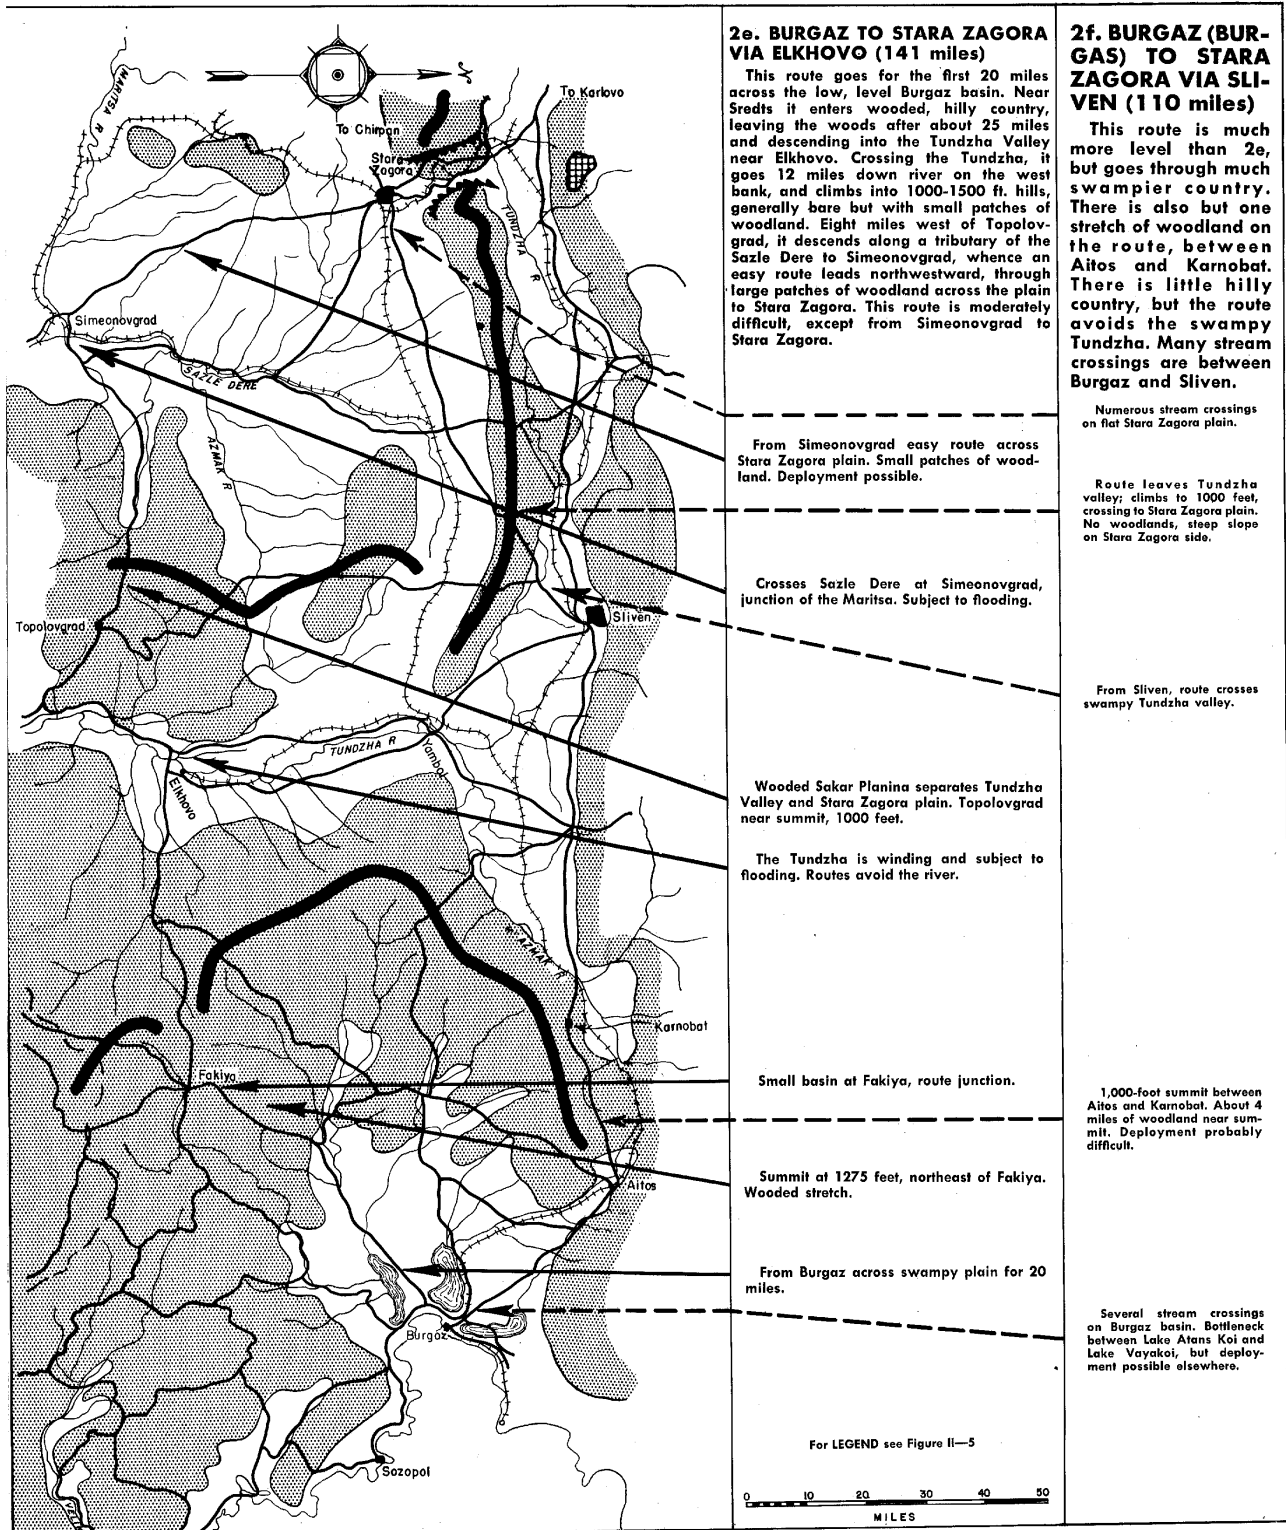 MARITSA R.
N
To Karlovo
To Chirpan
Stara
Zagora
TUNDZHA R
Simeonovgrad
SAZLE DERE
AZMAK R
Sliven
Topolovgrad
TUNDZHA R
Yambol
Elkhovo
AZMAK R
Karnobat
Fakiya
Aitos
Burgaz
Sozopol
2e. BURGAZ TO STARA ZAGORA
VIA ELKHOVO (141 miles)
This route goes for the first 20 miles
across the low, level Burgaz basin. Near
Sredts it enters wooded, hilly country,
leaving the woods after about 25 miles
and descending into the Tundzha Valley
near Elkhovo. Crossing the Tundzha, it
goes 12 miles down river on the west
bank, and climbs into 1000-1500 ft. hills,
generally bare but with small patches of
woodland. Eight miles west of Topolov-
grad, it descends along a tributary of the
Sazle Dere to Simeonovgrad, whence an
easy route leads northwestward, through
large patches of woodland across the plain
to Stara Zagora. This route is moderately
difficult, except from Simeonovgrad to
Stara Zagora.
From Simeonovgrad easy route across
Stara Zagora plain. Small patches of wood-
land. Deployment possible.
Crosses Sazle Dere at Simeonovgrad,
junction of the Maritsa. Subject to flooding.
Wooded Sakar Planina separates Tundzha
Valley and Stara Zagora plain. Topolovgrad
near summit, 1000 feet.
The Tundzha is winding and subject to
flooding. Routes avoid the river.
Small basin at Fakiya, route junction.
Summit at 1275 feet, northeast of Fakiya.
Wooded stretch.
From Burgaz across swampy plain for 20
miles.
For LEGEND see Figure II—5
0 10 20 30 40 50
MILES
2f. BURGAZ (BUR-
GAS) TO STARA
ZAGORA VIA SLI-
VEN (110 miles)
This route is much
more level than 2e,
but goes through much
swampier country.
There is also but one
stretch of woodland on
the route, between
Aitos and Karnobat.
There is little hilly
country, but the route
avoids the swampy
Tundzha. Many stream
crossings are between
Burgaz and Sliven.
Numerous stream crossings
on flat Stara Zagora plain.
Route leaves Tundzha
valley; climbs to 1000 feet,
crossing to Stara Zagora plain.
No woodlands, steep slope
on Stara Zagora side.
From Sliven, route crosses
swampy Tundzha valley.
1,000-foot summit between
Aitos and Karnobat. About 4
miles of woodland near sum-
mit. Deployment probably
difficult.
Several stream crossings
on Burgaz basin. Bottleneck
between Lake Atans Koi and
Lake Vayakoi, but deploy-
ment possible elsewhere.